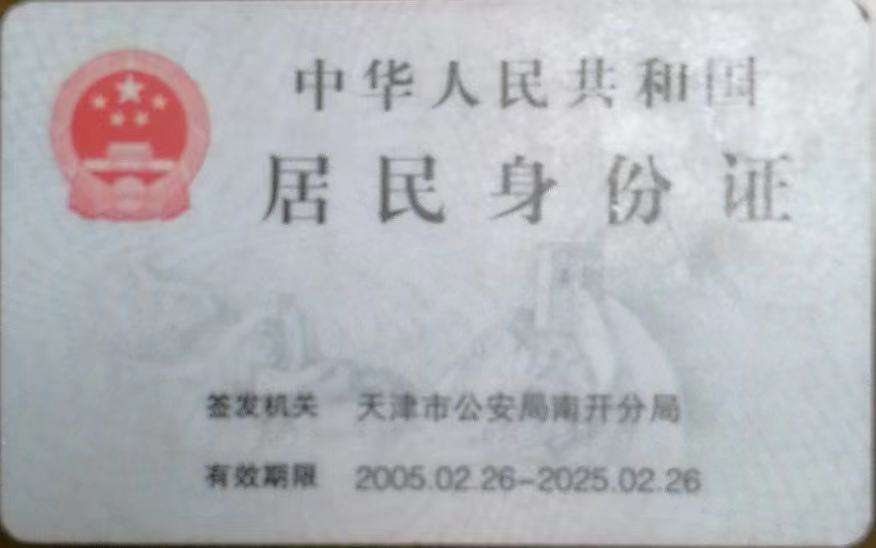 中华人民共和国
居民身份证
签发机关 天津市公安局南开分局
有效期限 2005.02.26-2025.02.26